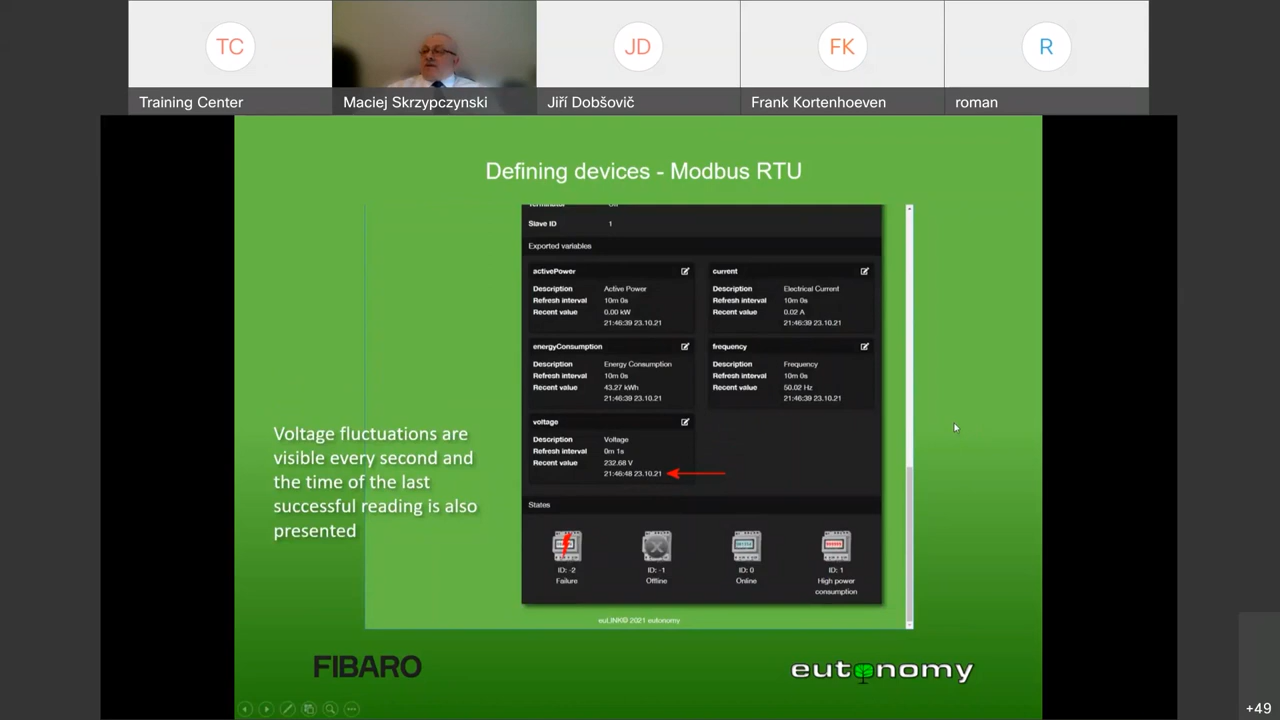 TC
JD
FK
R
Training Center
Maciej Skrzypczynski
Jiří Dobšovič
Frank Kortenhoeven
roman
Defining devices - Modbus RTU
Slave ID 1
Exported variables
activePower
Description Active Power
Refresh interval 10m 0s
Recent value 0.00 kW
21:46:39 23.10.21
current
Description Electrical Current
Refresh interval 10m 0s
Recent value 0.02 A
21:46:39 23.10.21
energyConsumption
Description Energy Consumption
Refresh interval 10m 0s
Recent value 43.27 kWh
21:46:39 23.10.21
frequency
Description Frequency
Refresh interval 10m 0s
Recent value 50.02 Hz
21:46:39 23.10.21
voltage
Description Voltage
Refresh interval 0m 1s
Recent value 232.68 V
21:46:48 23.10.21
Voltage fluctuations are
visible every second and
the time of the last
successful reading is also
presented
States
ID: -2
Failure
ID: -1
Offline
ID: 0
Online
ID: 1
High power
consumption
euLINK© 2021 eutonomy
FIBARO
eutonomy
+49